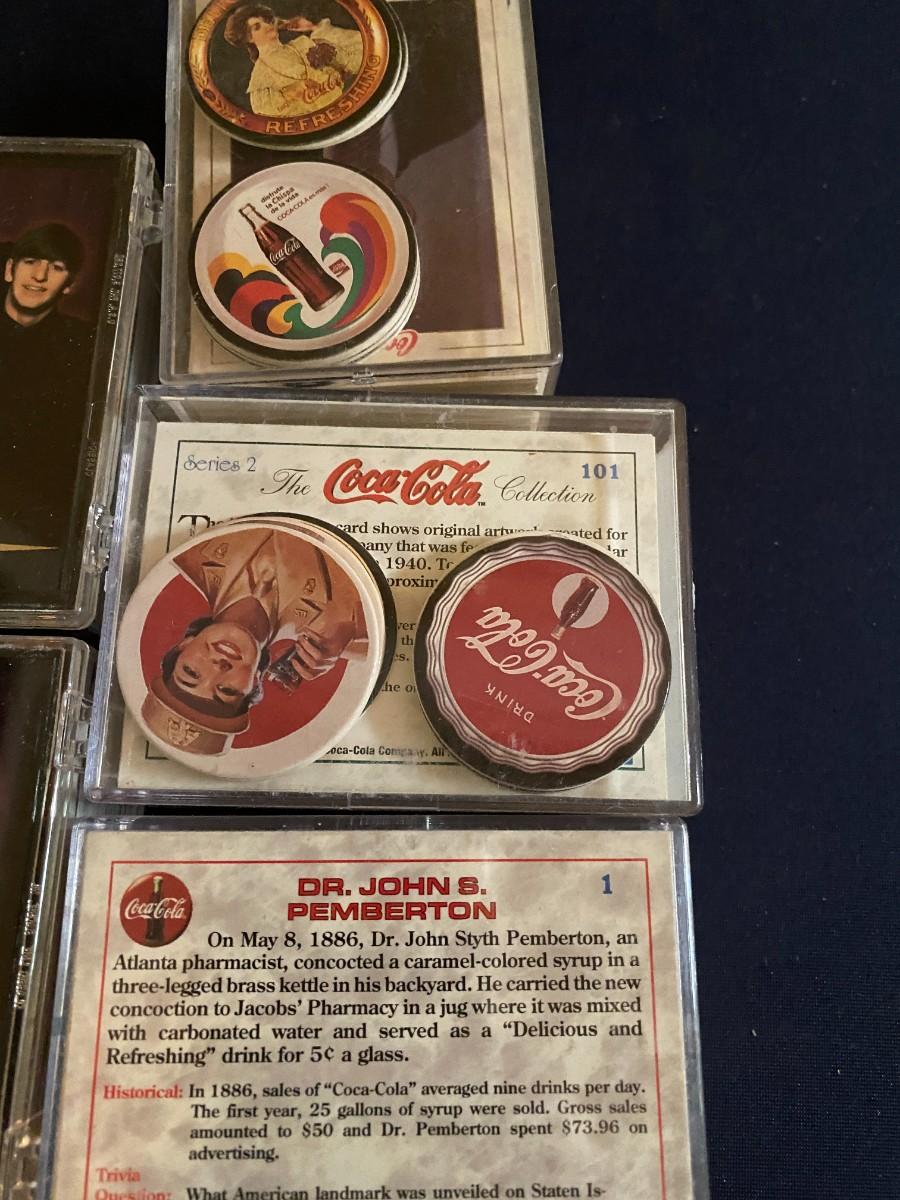 Coca-Cola
REFRESHING
disfrute
la Chispa
de la vida
COCA-COLA es más!
Coca-Cola
Series 2
The Coca-Cola Collection
101
card shows original artwork created for
1940. To
Coca-Cola Company. All
DRINK
Coca-Cola
Coca-Cola
DR. JOHN S.
PEMBERTON
1
On May 8, 1886, Dr. John Styth Pemberton, an
Atlanta pharmacist, concocted a caramel-colored syrup in a
three-legged brass kettle in his backyard. He carried the new
concoction to Jacobs' Pharmacy in a jug where it was mixed
with carbonated water and served as a “Delicious and
Refreshing” drink for 5¢ a glass.
Historical: In 1886, sales of “Coca-Cola” averaged nine drinks per day.
The first year, 25 gallons of syrup were sold. Gross sales
amounted to $50 and Dr. Pemberton spent $73.96 on
advertising.
Trivia
Question: What American landmark was unveiled on Staten Is-